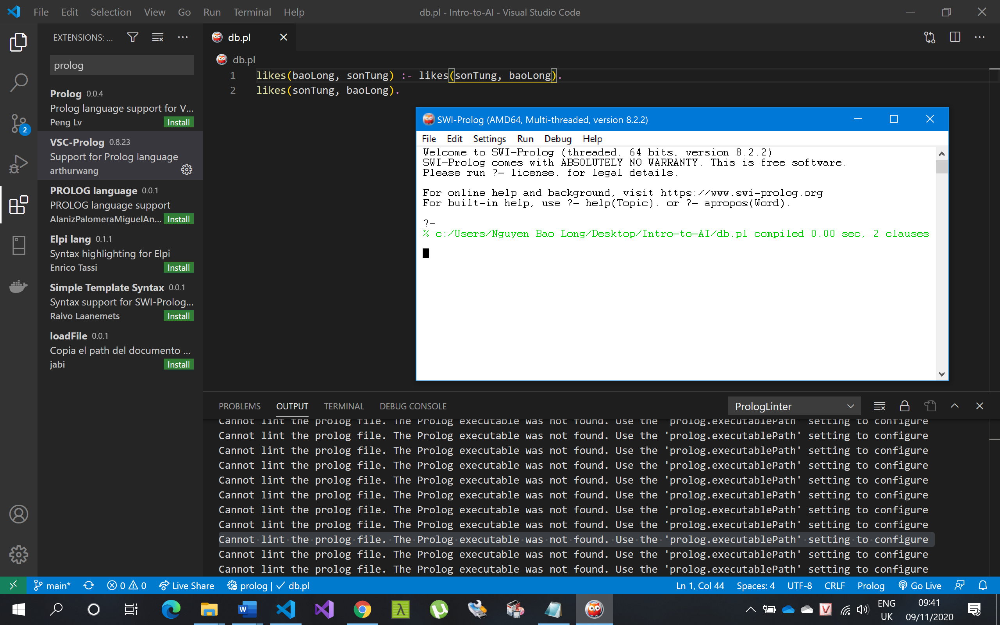 File Edit Selection View Go Run Terminal Help
db.pl - Intro-to-AI - Visual Studio Code
EXTENSIONS: ...
prolog
Prolog 0.0.4
Prolog language support for V...
Peng Lv Install
VSC-Prolog 0.8.23
Support for Prolog language
arthurwang
PROLOG language 0.0.1
PROLOG language support
AlanizPalomeraMiguelAn... Install
Elpi lang 0.1.1
Syntax highlighting for Elpi
Enrico Tassi Install
Simple Template Syntax 0.0.1
Syntax support for SWI-Prolog...
Raivo Laanemets Install
loadFile 0.0.1
Copia el path del documento ...
jabi Install
2
db.pl
db.pl
1 likes(baoLong, sonTung) :- likes(sonTung, baoLong).
2 likes(sonTung, baoLong).
SWI-Prolog (AMD64, Multi-threaded, version 8.2.2)
File Edit Settings Run Debug Help
Welcome to SWI-Prolog (threaded, 64 bits, version 8.2.2)
SWI-Prolog comes with ABSOLUTELY NO WARRANTY. This is free software.
Please run ?- license. for legal details.
For online help and background, visit https://www.swi-prolog.org
For built-in help, use ?- help(Topic). or ?- apropos(Word).
?-
% c:/Users/Nguyen Bao Long/Desktop/Intro-to-AI/db.pl compiled 0.00 sec, 2 clauses
PROBLEMS OUTPUT TERMINAL DEBUG CONSOLE
PrologLinter
Cannot lint the prolog file. The Prolog executable was not found. Use the 'prolog.executablePath' setting to configure
Cannot lint the prolog file. The Prolog executable was not found. Use the 'prolog.executablePath' setting to configure
Cannot lint the prolog file. The Prolog executable was not found. Use the 'prolog.executablePath' setting to configure
Cannot lint the prolog file. The Prolog executable was not found. Use the 'prolog.executablePath' setting to configure
Cannot lint the prolog file. The Prolog executable was not found. Use the 'prolog.executablePath' setting to configure
Cannot lint the prolog file. The Prolog executable was not found. Use the 'prolog.executablePath' setting to configure
Cannot lint the prolog file. The Prolog executable was not found. Use the 'prolog.executablePath' setting to configure
Cannot lint the prolog file. The Prolog executable was not found. Use the 'prolog.executablePath' setting to configure
Cannot lint the prolog file. The Prolog executable was not found. Use the 'prolog.executablePath' setting to configure
Cannot lint the prolog file. The Prolog executable was not found. Use the 'prolog.executablePath' setting to configure
Cannot lint the prolog file. The Prolog executable was not found. Use the 'prolog.executablePath' setting to configure
main* 0 0 Live Share prolog | ✓ db.pl
Ln 1, Col 44 Spaces: 4 UTF-8 CRLF Prolog Go Live
ENG
UK
09:41
09/11/2020